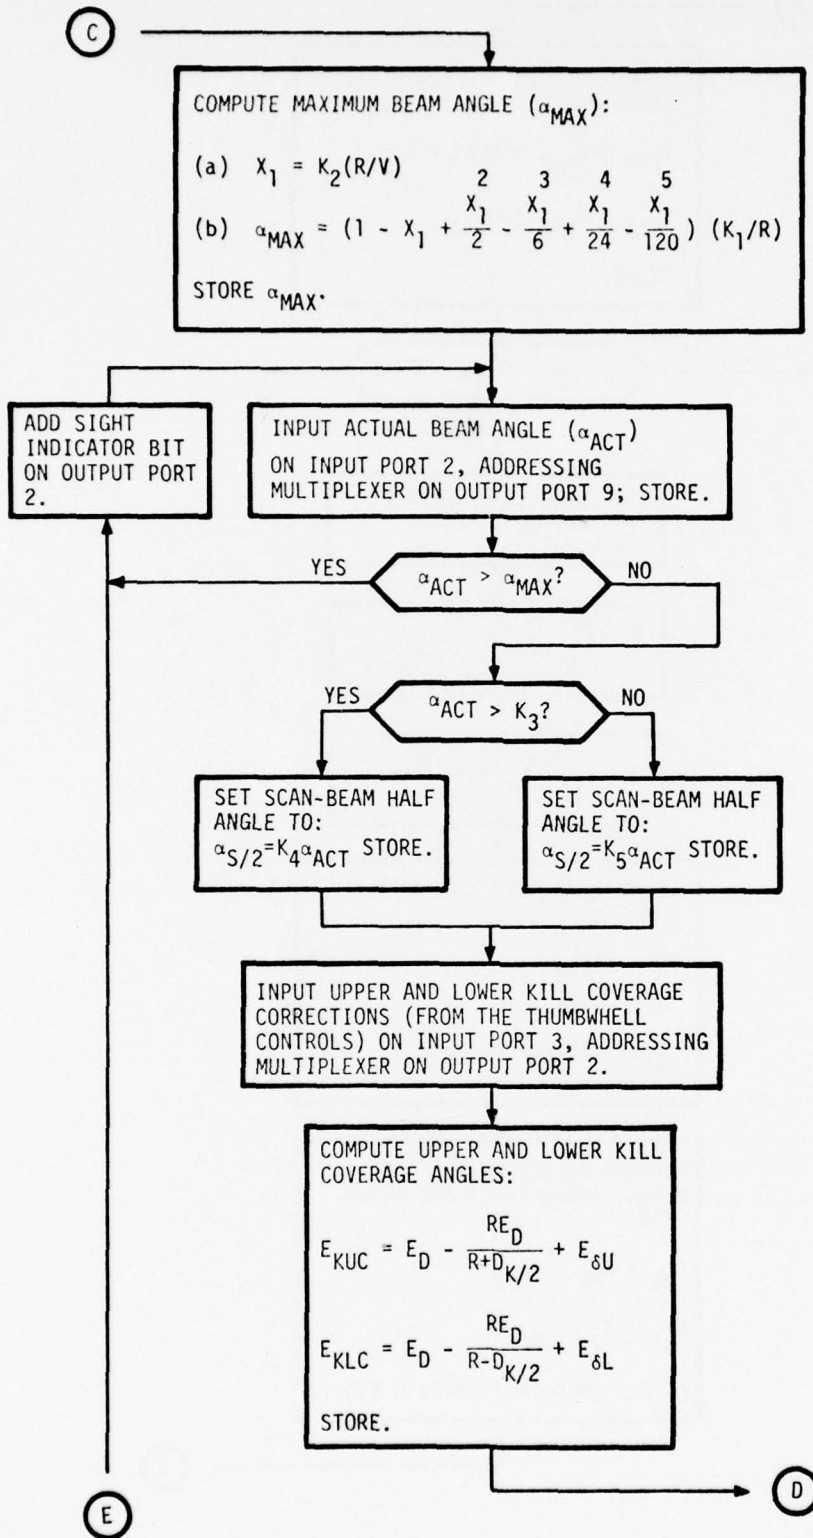 C
COMPUTE MAXIMUM BEAM ANGLE (αMAX):
(a) X1 = K2(R/V)
2 3 4 5
(b) αMAX = (1 - X1 + X1/2 - X1/6 + X1/24 - X1/120) (K1/R)
STORE αMAX.
ADD SIGHT
INDICATOR BIT
ON OUTPUT PORT
2.
INPUT ACTUAL BEAM ANGLE (αACT)
ON INPUT PORT 2, ADDRESSING
MULTIPLEXER ON OUTPUT PORT 9; STORE.
YES
αACT > αMAX?
NO
YES
αACT > K3?
NO
SET SCAN-BEAM HALF
ANGLE TO:
αS/2=K4αACT STORE.
SET SCAN-BEAM HALF
ANGLE TO:
αS/2=K5αACT STORE.
INPUT UPPER AND LOWER KILL COVERAGE
CORRECTIONS (FROM THE THUMBWHELL
CONTROLS) ON INPUT PORT 3, ADDRESSING
MULTIPLEXER ON OUTPUT PORT 2.
COMPUTE UPPER AND LOWER KILL
COVERAGE ANGLES:
EKUC = ED - RED/R+DK/2 + EδU
EKLC = ED - RED/R-DK/2 + EδL
STORE.
D
E